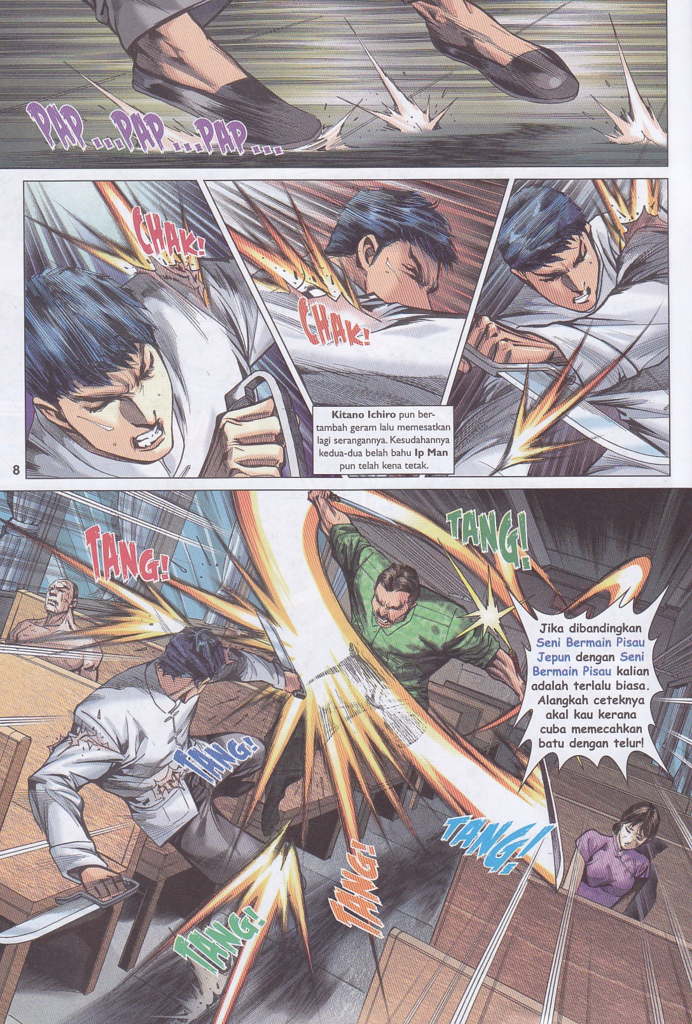 PAP...PAP...PAP...
CHAK!
CHAK!
Kitano Ichiro pun ber-
tambah geram lalu memesatkan
lagi serangannya. Kesudahannya
kedua-dua belah bahu Ip Man
pun telah kena tetak.
8
TANG!
TANG!
Jika dibandingkan
Seni Bermain Pisau
Jepun dengan Seni
Bermain Pisau kalian
adalah terlalu biasa.
Alangkah ceteknya
akal kau kerana
cuba memecahkan
batu dengan telur!
TANG!
TANG!
TANG!
TANG!